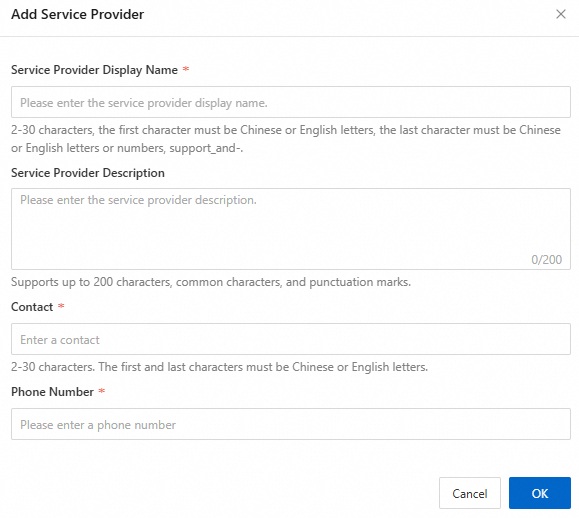 Add Service Provider
Service Provider Display Name *
Please enter the service provider display name.
2-30 characters, the first character must be Chinese or English letters, the last character must be Chinese
or English letters or numbers, support_and-.
Service Provider Description
Please enter the service provider description.
0/200
Supports up to 200 characters, common characters, and punctuation marks.
Contact *
Enter a contact
2-30 characters. The first and last characters must be Chinese or English letters.
Phone Number *
Please enter a phone number
Cancel
OK